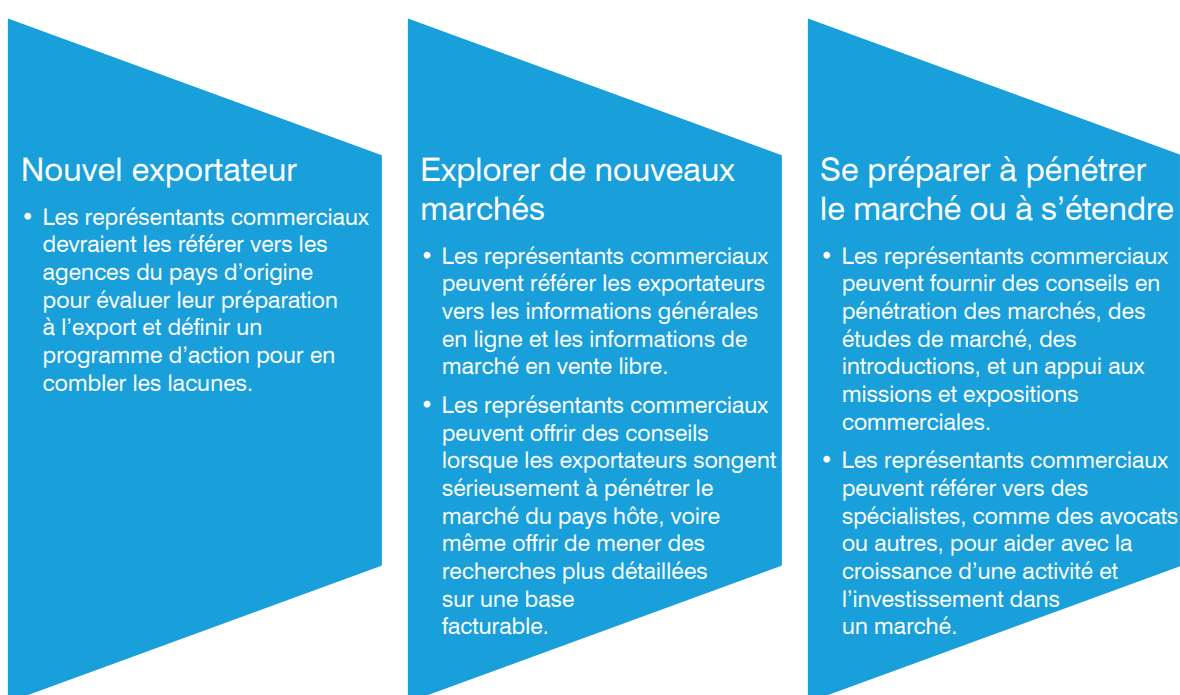 Nouvel exportateur
• Les représentants commerciaux
devraient les référer vers les
agences du pays d’origine
pour évaluer leur préparation
à l’export et définir un
programme d’action pour en
combler les lacunes.
Explorer de nouveaux
marchés
• Les représentants commerciaux
peuvent référer les exportateurs
vers les informations générales
en ligne et les informations de
marché en vente libre.
• Les représentants commerciaux
peuvent offrir des conseils
lorsque les exportateurs songent
sérieusement à pénétrer le
marché du pays hôte, voire
même offrir de mener des
recherches plus détaillées
sur une base
facturable.
Se préparer à pénétrer
le marché ou à s’étendre
• Les représentants commerciaux
peuvent fournir des conseils en
pénétration des marchés, des
études de marché, des
introductions, et un appui aux
missions et expositions
commerciales.
• Les représentants commerciaux
peuvent référer vers des
spécialistes, comme des avocats
ou autres, pour aider avec la
croissance d’une activité et
l’investissement dans
un marché.